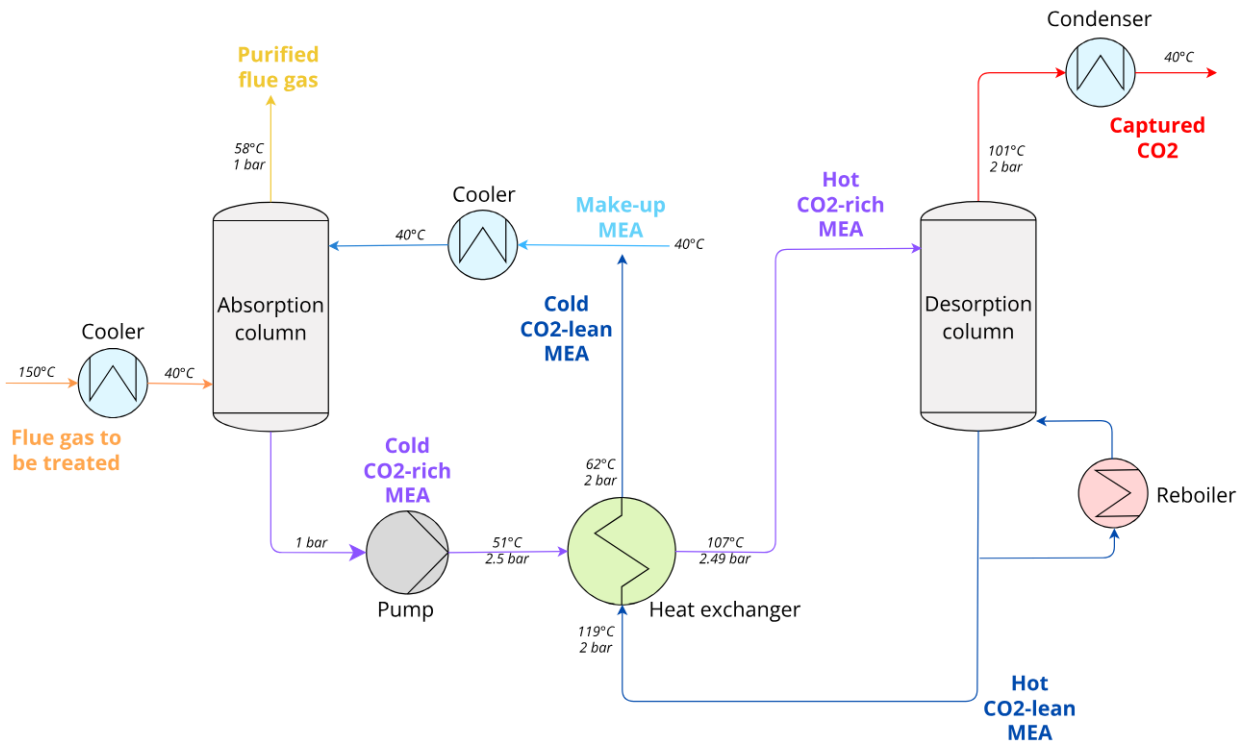 Condenser
40°C
Captured
CO2
Purified
flue gas
58°C
1 bar
101°C
2 bar
Hot
CO2-rich
MEA
Cooler
Make-up
MEA
40°C
40°C
Absorption
column
Desorption
column
Cold
CO2-lean
MEA
Cooler
150°C
40°C
Flue gas to
be treated
Cold
CO2-rich
MEA
62°C
2 bar
Reboiler
1 bar
51°C
2.5 bar
107°C
2.49 bar
Pump
Heat exchanger
119°C
2 bar
Hot
CO2-lean
MEA